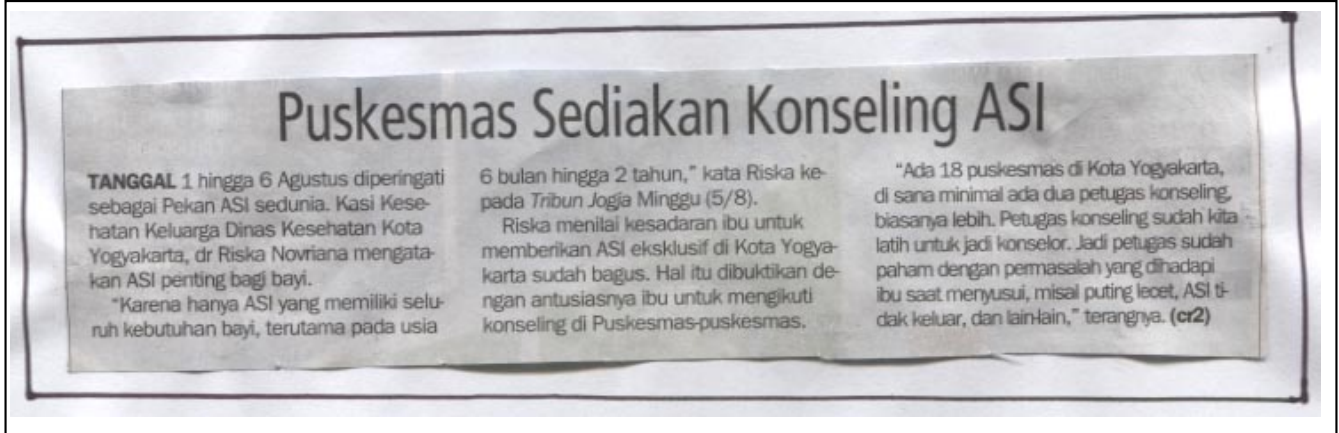 Puskesmas Sediakan Konseling ASI
TANGGAL 1 hingga 6 Agustus diperingati
sebagai Pekan ASI sedunia. Kasi Kese-
hatan Keluarga Dinas Kesehatan Kota
Yogyakarta, dr Riska Novriana mengata-
kan ASI penting bagi bayi.
"Karena hanya ASI yang memiliki selu-
ruh kebutuhan bayi, terutama pada usia
6 bulan hingga 2 tahun," kata Riska ke-
pada Tribun Jogja Minggu (5/8).
Riska menilai kesadaran ibu untuk
memberikan ASI eksklusif di Kota Yogya-
karta sudah bagus. Hal itu dibuktikan de-
ngan antusiasnya ibu untuk mengikuti
konseling di Puskesmas-puskesmas.
"Ada 18 puskesmas di Kota Yogyakarta,
di sana minimal ada dua petugas konseling,
biasanya lebih. Petugas konseling sudah kita
latih untuk jadi konselor. Jadi petugas sudah
paham dengan permasalah yang dihadapi
ibu saat menyusui, misal puting lecet, ASI ti-
dak keluar, dan lain-lain," terangnya. (cr2)